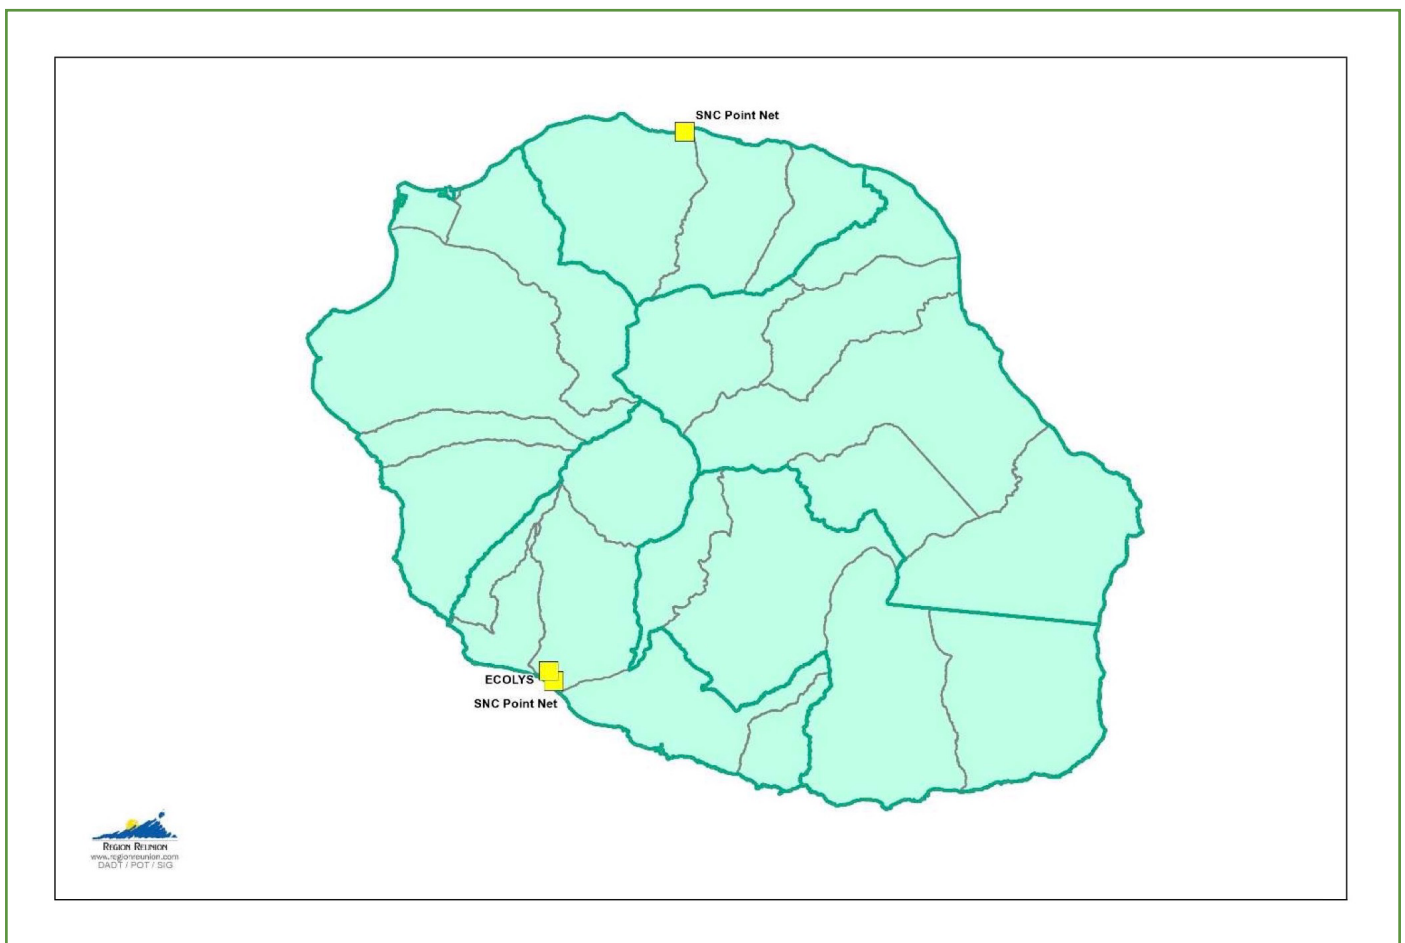 SNC Point Net
ECOLYS
SNC Point Net
REGION REUNION
www.regionreunion.com
DADT / POT / SIG